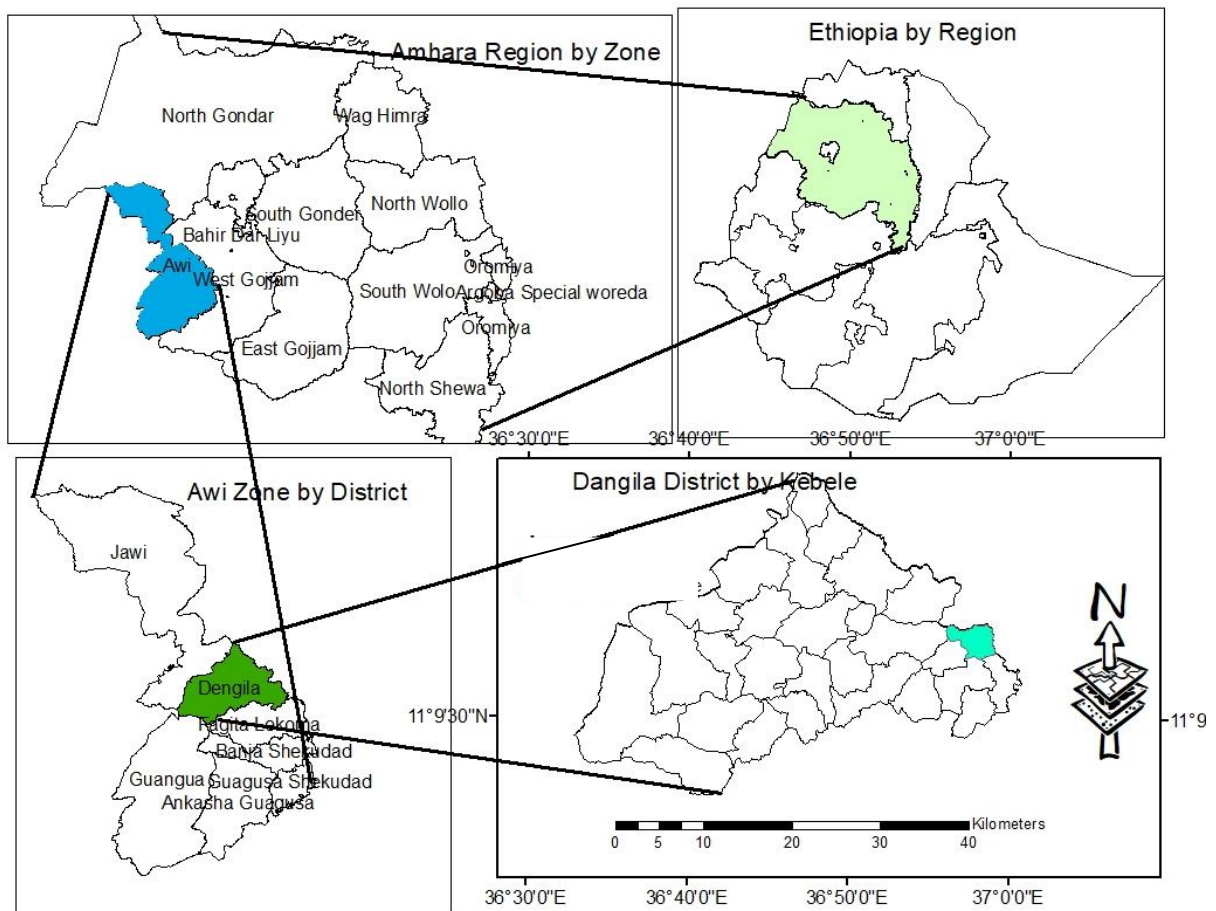 Amhara Region by Zone
North Gondar
Wag Himra
South Gonder
North Wollo
Bahir Dar Liyu
Awi
West Gojjam
Oromiya
South Wolo
Argoba Special woreda
Oromiya
East Gojjam
North Shewa
Ethiopia by Region
36°30'0"E
36°40'0"E
36°50'0"E
37°0'0"E
Awi Zone by District
Jawi
Dengila
Fagita Lekoma
Banja Shekudad
Guangua
Guagusa Shekudad
Ankasha Guagusa
Dangila District by Kebele
N
11°9'30"N
11°9
Kilometers
0 5 10 20 30 40
36°30'0"E
36°40'0"E
36°50'0"E
37°0'0"E